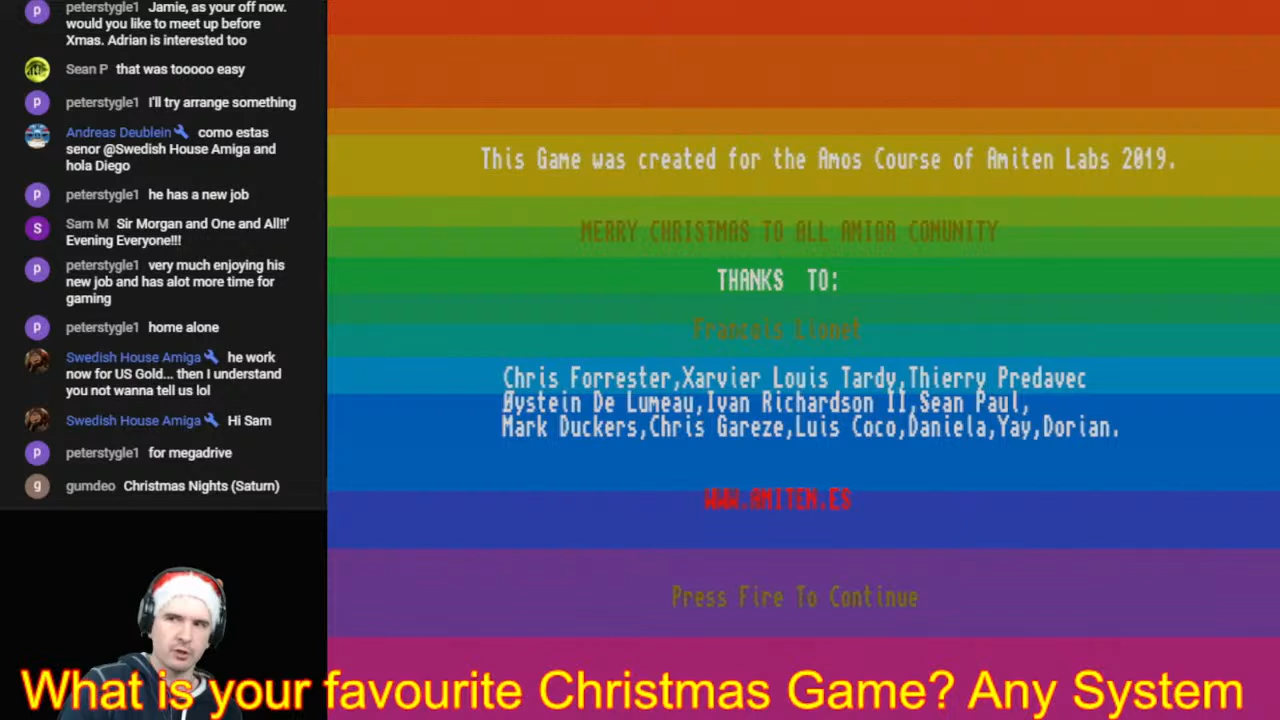 peterstygle1 Jamie, as your off now.
would you like to meet up before
Xmas. Adrian is interested too
Sean P that was tooooo easy
peterstygle1 I'll try arrange something
Andreas Deublein como estas
senor @Swedish House Amiga and
hola Diego
peterstygle1 he has a new job
Sam M Sir Morgan and One and All!!'
Evening Everyone!!!
peterstygle1 very much enjoying his
new job and has alot more time for
gaming
peterstygle1 home alone
Swedish House Amiga he work
now for US Gold... then I understand
you not wanna tell us lol
Swedish House Amiga Hi Sam
peterstygle1 for megadrive
gumdeo Christmas Nights (Saturn)
This Game was created for the Amos Course of Amiten Labs 2019.
MERRY CHRISTMAS TO ALL AMIGA COMUNITY
THANKS TO:
Francois Lionet
Chris Forrester,Xarvier Louis Tardy,Thierry Predavec
Øystein De Lumeau,Ivan Richardson II,Sean Paul,
Mark Duckers,Chris Gareze,Luis Coco,Daniela,Yay,Dorian.
WWW.AMITEN.ES
Press Fire To Continue
What is your favourite Christmas Game? Any System